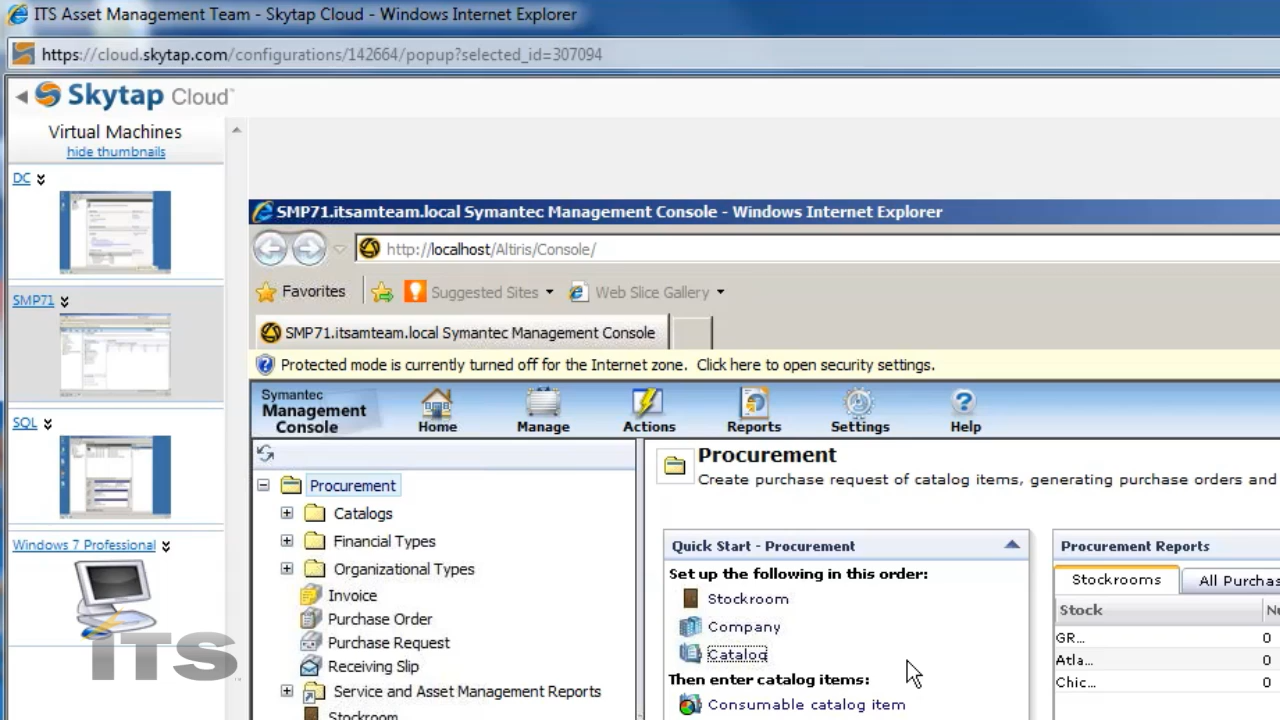 ITS Asset Management Team - Skytap Cloud - Windows Internet Explorer
https://cloud.skytap.com/configurations/142664/popup?selected_id=307094
Skytap Cloud
Virtual Machines
hide thumbnails
DC
SMP71
SQL
Windows 7 Professional
ITS
SMP71.itsamteam.local Symantec Management Console - Windows Internet Explorer
http://localhost/Altiris/Console/
Favorites Suggested Sites Web Slice Gallery
SMP71.itsamteam.local Symantec Management Console
Protected mode is currently turned off for the Internet zone. Click here to open security settings.
Symantec
Management
Console
Home Manage Actions Reports Settings Help
Procurement
Catalogs
Financial Types
Organizational Types
Invoice
Purchase Order
Purchase Request
Receiving Slip
Service and Asset Management Reports
Stockroom
Procurement
Create purchase request of catalog items, generating purchase orders and
Quick Start - Procurement
Set up the following in this order:
Stockroom
Company
Catalog
Then enter catalog items:
Consumable catalog item
Procurement Reports
Stockrooms All Purchas
Stock Nu
GR... 0
Atla... 0
Chic... 0